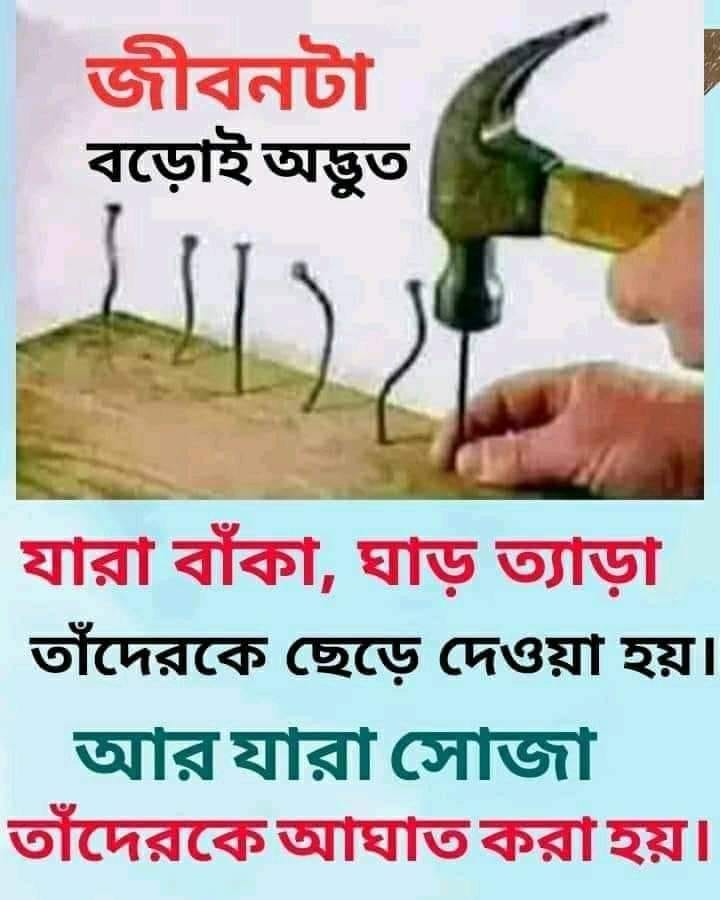 জীবনটা
বড়োই অদ্ভুত
যারা বাঁকা, ঘাড় ত্যাড়া
তাঁদেরকে ছেড়ে দেওয়া হয়।
আর যারা সোজা
তাঁদেরকে আঘাত করা হয়।